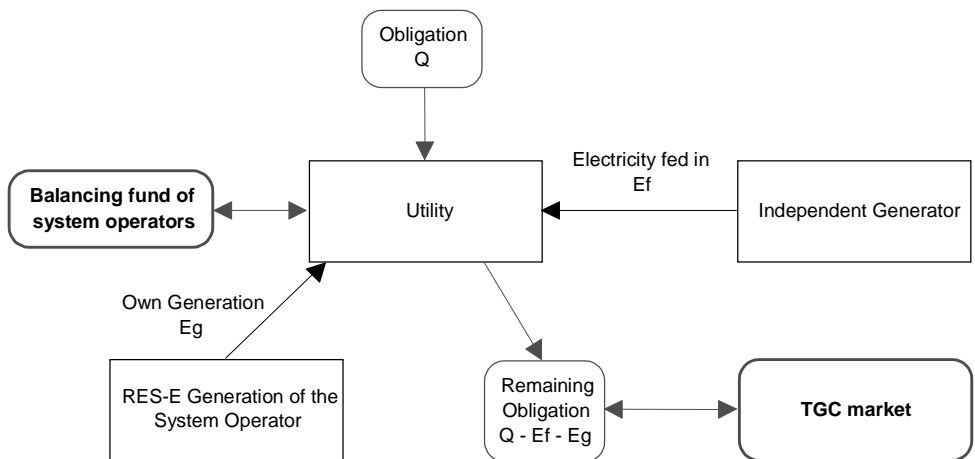 Obligation
Q
Electricity fed in
Ef
Balancing fund of
system operators
Utility
Independent Generator
Own Generation
Eg
RES-E Generation of the
System Operator
Remaining
Obligation
Q - Ef - Eg
TGC market